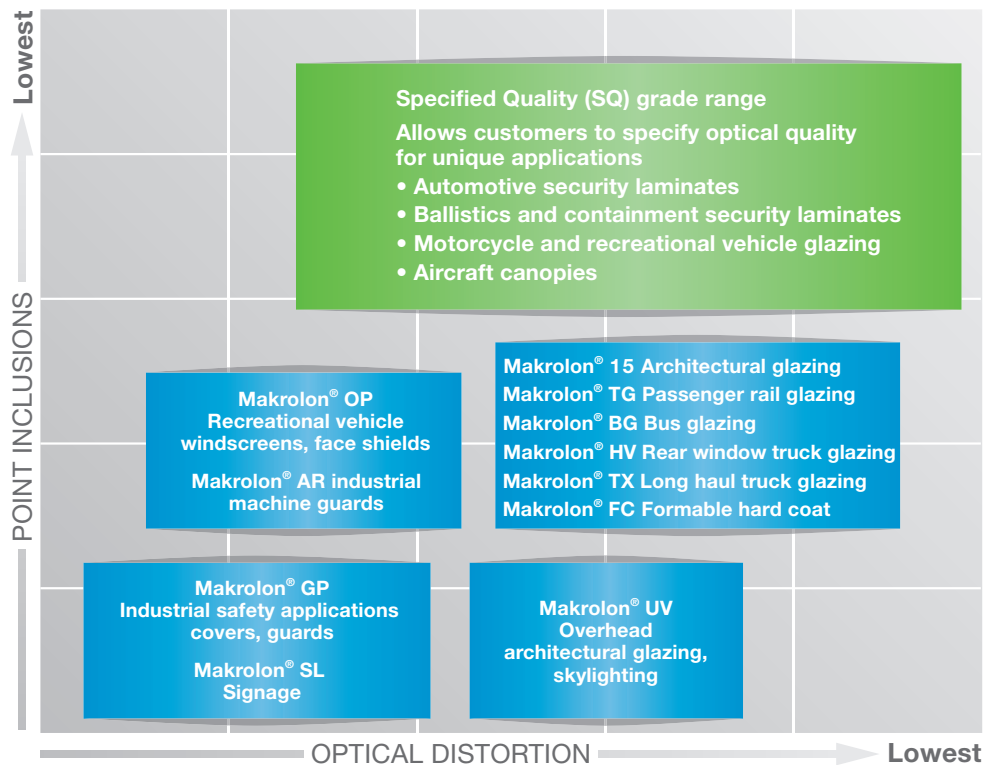 Lowest
POINT INCLUSIONS
Specified Quality (SQ) grade range
Allows customers to specify optical quality
for unique applications
• Automotive security laminates
• Ballistics and containment security laminates
• Motorcycle and recreational vehicle glazing
• Aircraft canopies
Makrolon® OP
Recreational vehicle
windscreens, face shields
Makrolon® AR industrial
machine guards
Makrolon® 15 Architectural glazing
Makrolon® TG Passenger rail glazing
Makrolon® BG Bus glazing
Makrolon® HV Rear window truck glazing
Makrolon® TX Long haul truck glazing
Makrolon® FC Formable hard coat
Makrolon® GP
Industrial safety applications
covers, guards
Makrolon® SL
Signage
Makrolon® UV
Overhead
architectural glazing,
skylighting
OPTICAL DISTORTION
Lowest